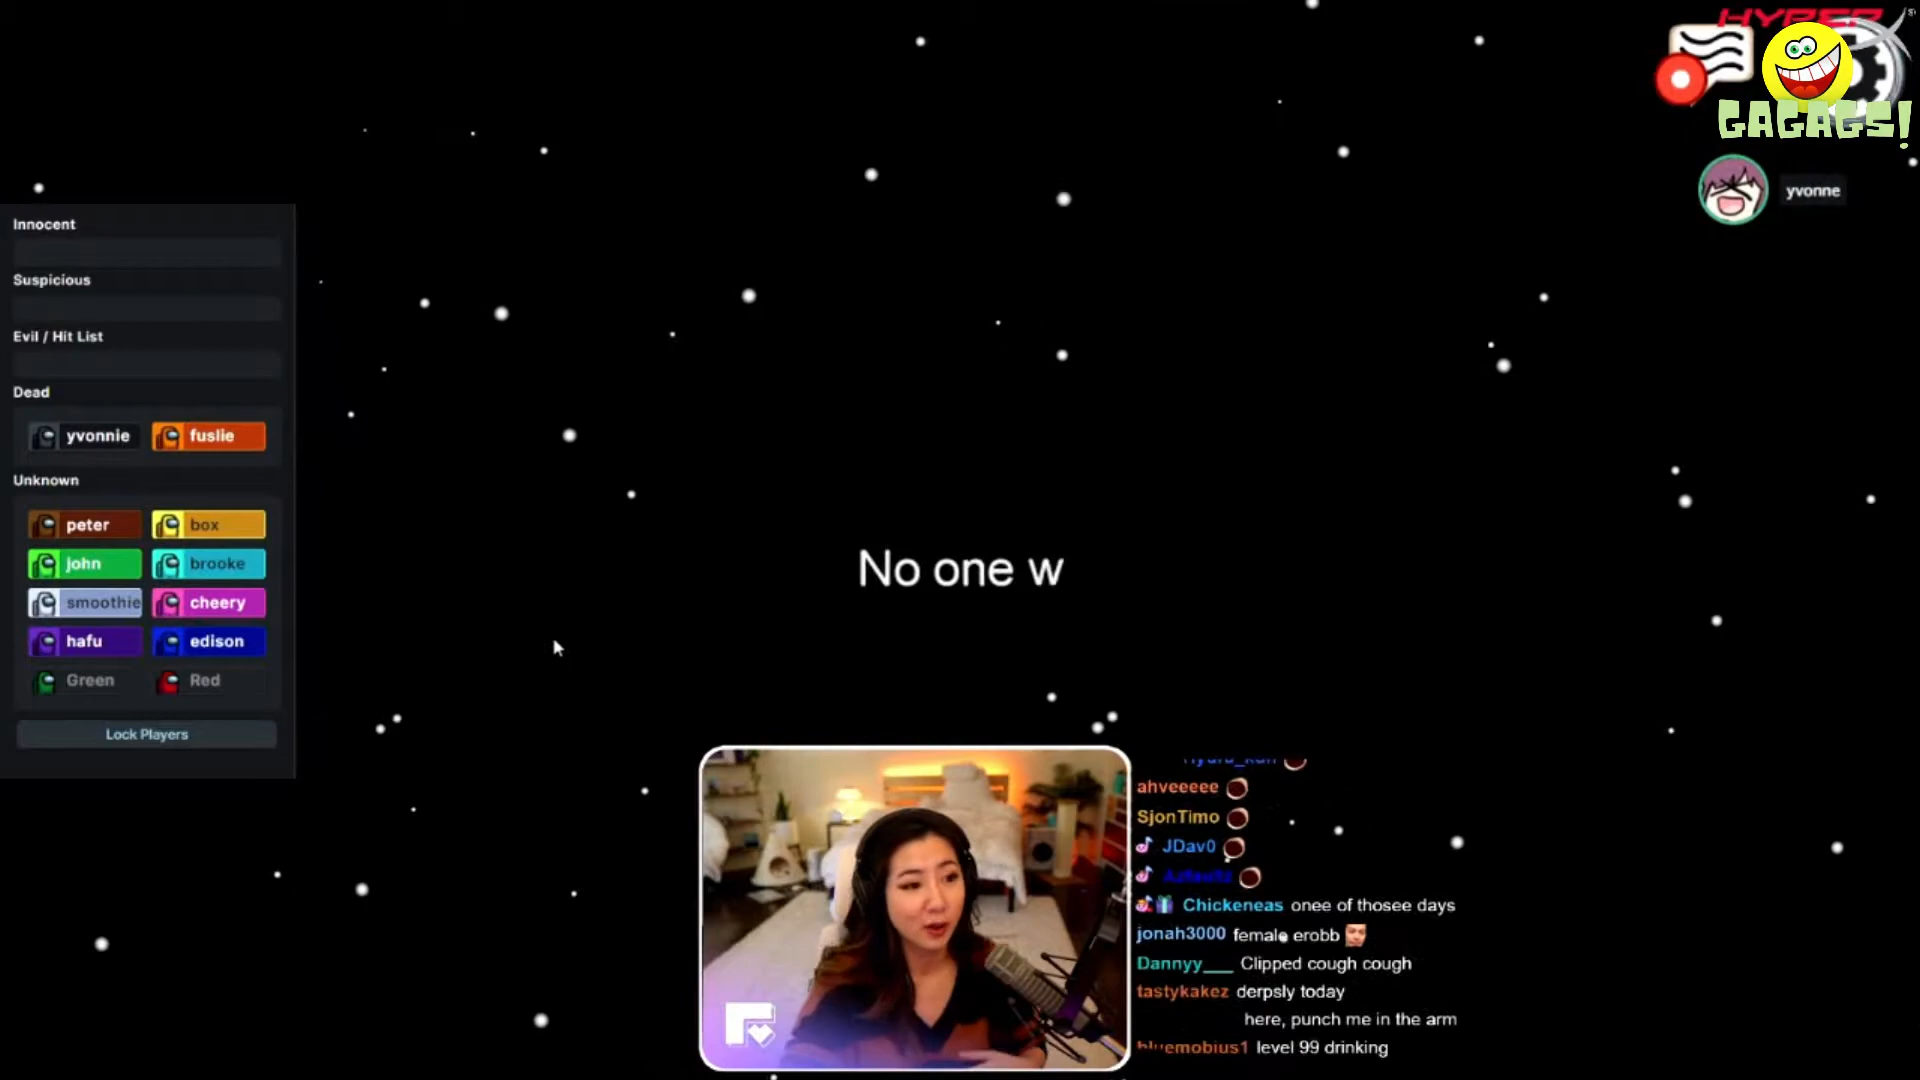 HYPER
GAGAGS!
yvonne
Innocent
Suspicious
Evil / Hit List
Dead
yvonnie
fuslie
Unknown
peter
box
john
brooke
smoothie
cheery
hafu
edison
Green
Red
Lock Players
No one w
ahveeeee
SjonTimo
JDav0
Chickeneas onee of thosee days
jonah3000 female erobb
Dannyy___ Clipped cough cough
tastykakez derpsly today
here, punch me in the arm
bluemobius1 level 99 drinking